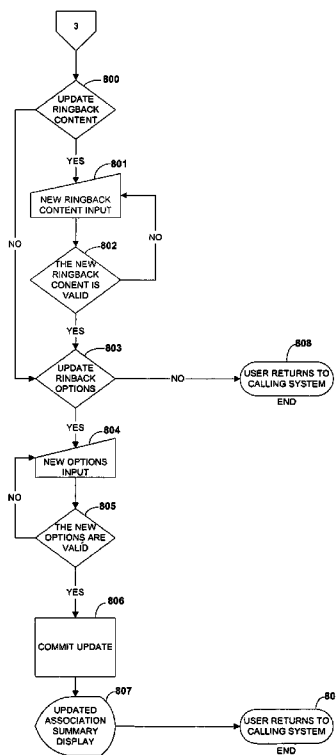 3
800
UPDATE
RINGBACK
CONTENT
YES
801
NEW RINGBACK
CONTENT INPUT
802
NO
NO
THE NEW
RINGBACK
CONENT IS
VALID
YES
803
UPDATE
RINBACK
OPTIONS
NO
808
USER RETURNS TO
CALLING SYSTEM
END
YES
804
NEW OPTIONS
INPUT
NO
805
THE NEW
OPTIONS ARE
VALID
YES
806
COMMIT UPDATE
807
UPDATED
ASSOCIATION
SUMMARY
DISPLAY
USER RETURNS TO
CALLING SYSTEM
END